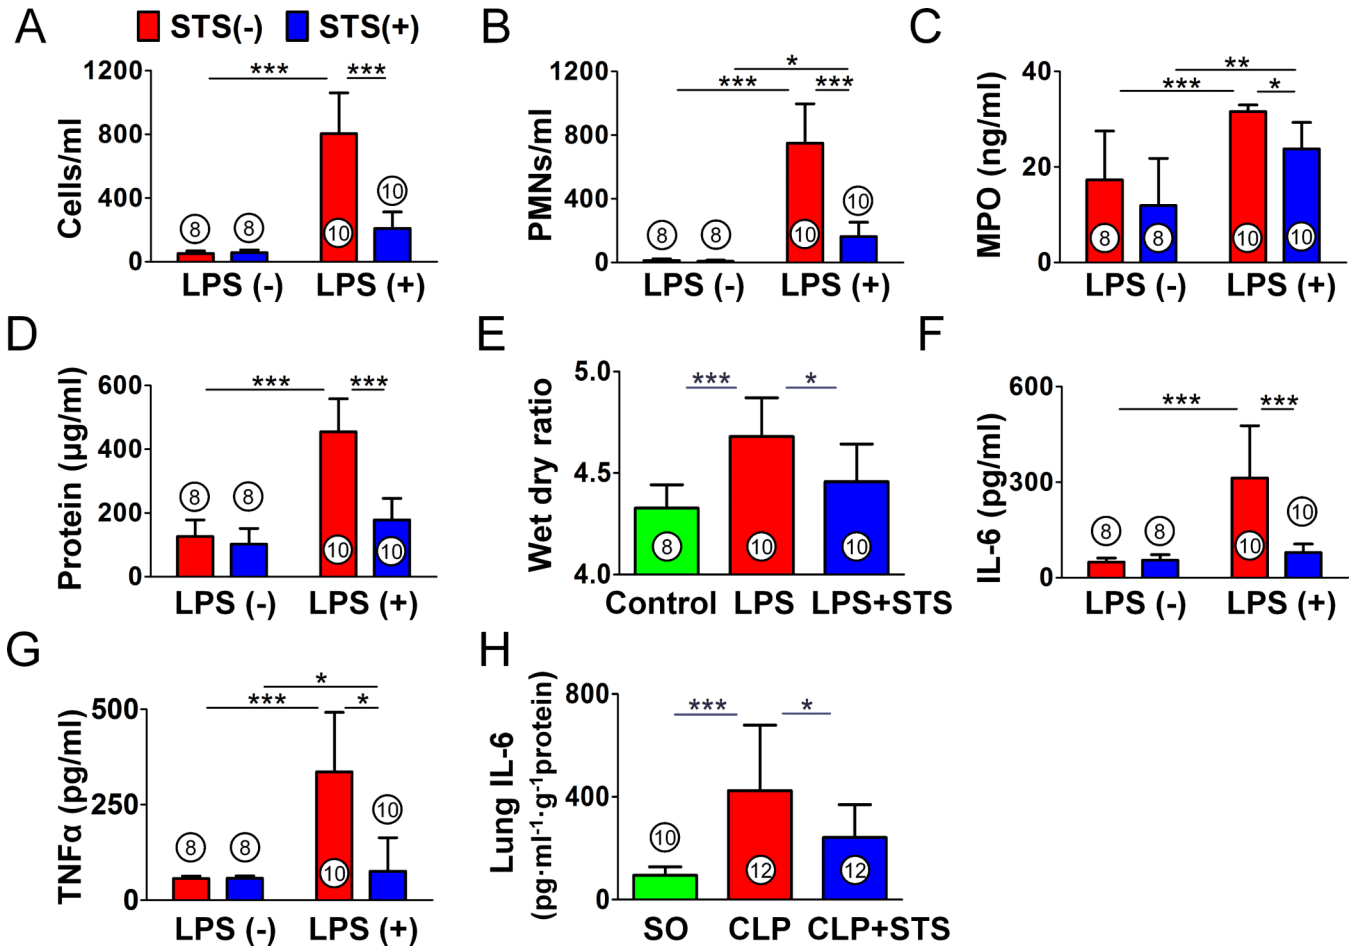 A
STS(-) STS(+)
Cells/ml
1200
800
400
0
*** ***
8 8 10 10
LPS (-) LPS (+)
B
PMNs/ml
1200
800
400
0
*
*** ***
8 8 10 10
LPS (-) LPS (+)
C
MPO (ng/ml)
40
20
0
**
*** *
8 8 10 10
LPS (-) LPS (+)
D
Protein (µg/ml)
600
400
200
0
*** ***
8 8 10 10
LPS (-) LPS (+)
E
Wet dry ratio
5.0
4.5
4.0
*** *
8 10 10
Control LPS LPS+STS
F
IL-6 (pg/ml)
600
300
0
*** ***
8 8 10 10
LPS (-) LPS (+)
G
TNFα (pg/ml)
500
250
0
*
*** *
8 8 10 10
LPS (-) LPS (+)
H
Lung IL-6
(pg·ml⁻¹·g⁻¹protein)
800
400
0
*** *
10 12 12
SO CLP CLP+STS